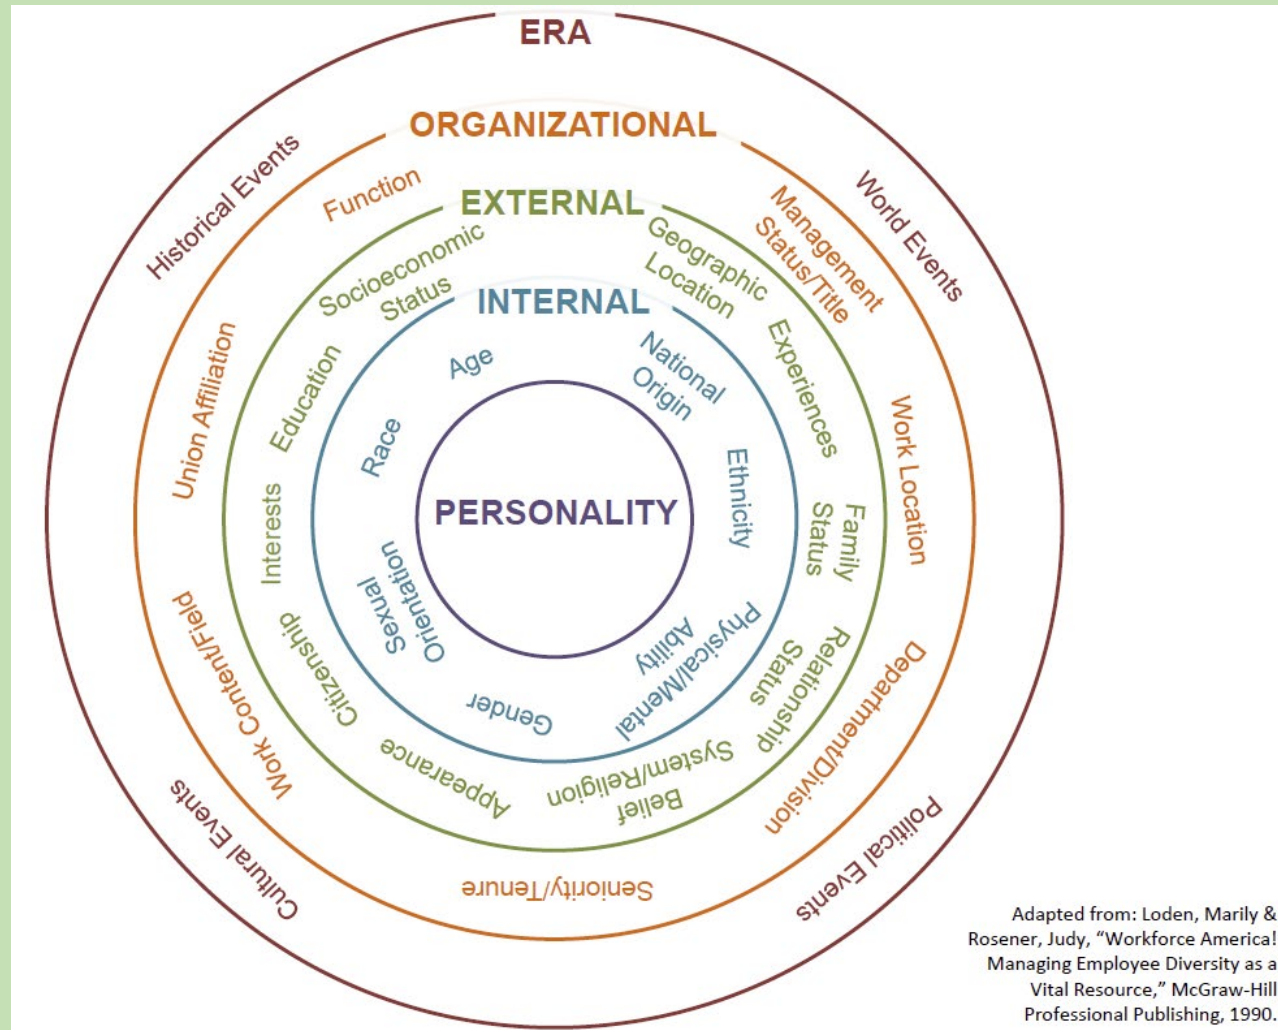 ERA
Historical Events
World Events
Political Events
Cultural Events
ORGANIZATIONAL
Function
Management
Status/Title
Work Location
Department/Division
Seniority/Tenure
Work Content/Field
Union Affiliation
EXTERNAL
Socioeconomic
Status
Geographic
Location
Experiences
Family
Status
Relationship
Status
Belief
System/Religion
Appearance
Citizenship
Interests
Education
INTERNAL
Age
National
Origin
Ethnicity
Physical/Mental
Ability
Gender
Sexual
Orientation
Race
PERSONALITY
Adapted from: Loden, Marily &
Rosener, Judy, “Workforce America!
Managing Employee Diversity as a
Vital Resource,” McGraw-Hill
Professional Publishing, 1990.